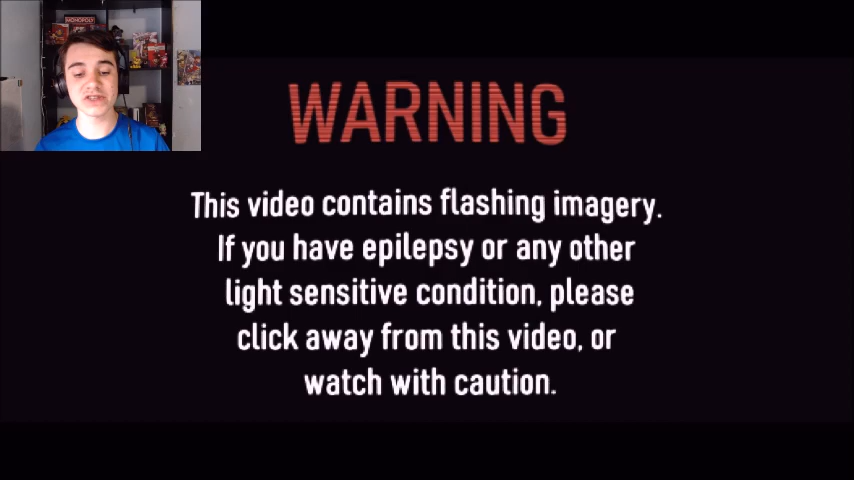 MONOPOLY
WARNING
This video contains flashing imagery.
If you have epilepsy or any other
light sensitive condition, please
click away from this video, or
watch with caution.